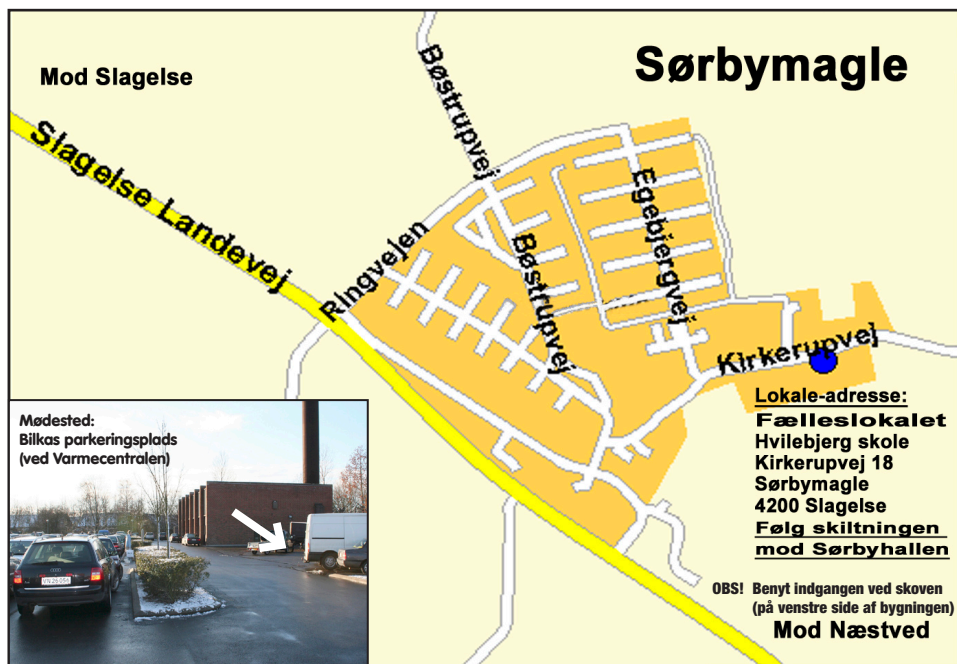 Sørbymagle
Mod Slagelse
Bøstrupvej
Slagelse Landevej
Ringvejen
Bøstrupvej
Egebjergvej
Kirkerupvej
Mødested:
Bilkas parkeringsplads
(ved Varmecentralen)
Lokale-adresse:
Fælleslokalet
Hvilebjerg skole
Kirkerupvej 18
Sørbymagle
4200 Slagelse
Følg skiltningen
mod Sørbyhallen
OBS! Benyt indgangen ved skoven
(på venstre side af bygningen)
Mod Næstved